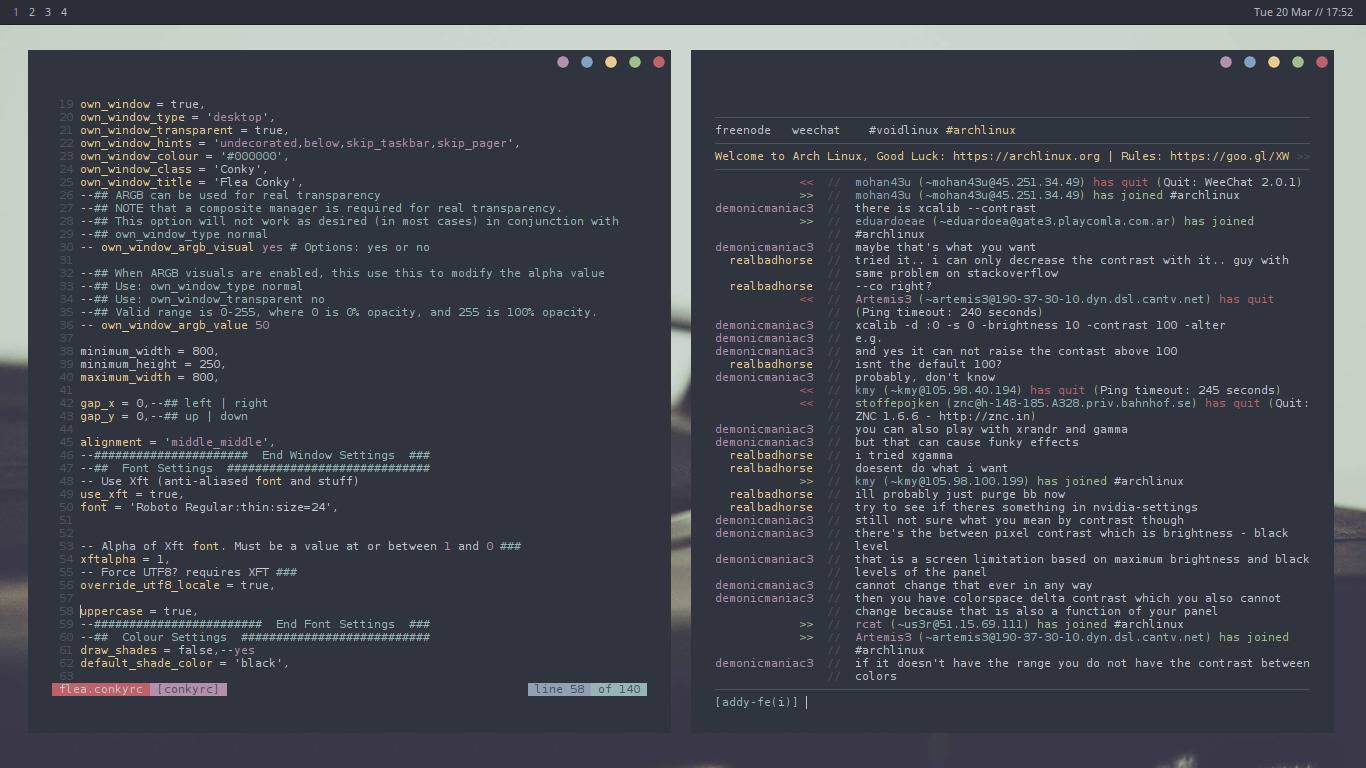 1 2 3 4
Tue 20 Mar // 17:52
19 own_window = true,
20 own_window_type = 'desktop',
21 own_window_transparent = true,
22 own_window_hints = 'undecorated,below,skip_taskbar,skip_pager',
23 own_window_colour = '#000000',
24 own_window_class = 'Conky',
25 own_window_title = 'Flea Conky',
26 --## ARGB can be used for real transparency
27 --## NOTE that a composite manager is required for real transparency.
28 --## This option will not work as desired (in most cases) in conjunction with
29 --## own_window_type normal
30 -- own_window_argb_visual yes # Options: yes or no
31
32 --## When ARGB visuals are enabled, this use this to modify the alpha value
33 --## Use: own_window_type normal
34 --## Use: own_window_transparent no
35 --## Valid range is 0-255, where 0 is 0% opacity, and 255 is 100% opacity.
36 -- own_window_argb_value 50
37
38 minimum_width = 800,
39 minimum_height = 250,
40 maximum_width = 800,
41
42 gap_x = 0,--## left | right
43 gap_y = 0,--## up | down
44
45 alignment = 'middle_middle',
46 --###################### End Window Settings ###
47 --## Font Settings #############################
48 -- Use Xft (anti-aliased font and stuff)
49 use_xft = true,
50 font = 'Roboto Regular:thin:size=24',
51
52
53 -- Alpha of Xft font. Must be a value at or between 1 and 0 ###
54 xftalpha = 1,
55 -- Force UTF8? requires XFT ###
56 override_utf8_locale = true,
57
58 uppercase = true,
59 --######################## End Font Settings ###
60 --## Colour Settings ###########################
61 draw_shades = false,--yes
62 default_shade_color = 'black',
63
flea.conkyrc [conkyrc] line 58 of 140
freenode weechat #voidlinux #archlinux
Welcome to Arch Linux, Good Luck: https://archlinux.org | Rules: https://goo.gl/XW >>
<< // mohan43u (~mohan43u@45.251.34.49) has quit (Quit: WeeChat 2.0.1)
>> // mohan43u (~mohan43u@45.251.34.49) has joined #archlinux
demonicmaniac3 // there is xcalib --contrast
>> // eduardoeae (~eduardoea@gate3.playcomla.com.ar) has joined
// #archlinux
demonicmaniac3 // maybe that's what you want
realbadhorse // tried it.. i can only decrease the contrast with it.. guy with
// same problem on stackoverflow
realbadhorse // --co right?
<< // Artemis3 (~artemis3@190-37-30-10.dyn.dsl.cantv.net) has quit
// (Ping timeout: 240 seconds)
demonicmaniac3 // xcalib -d :0 -s 0 -brightness 10 -contrast 100 -alter
demonicmaniac3 // e.g.
demonicmaniac3 // and yes it can not raise the contast above 100
realbadhorse // isnt the default 100?
demonicmaniac3 // probably, don't know
<< // kmy (~kmy@105.98.40.194) has quit (Ping timeout: 245 seconds)
<< // stoffepojken (znc@h-148-185.A328.priv.bahnhof.se) has quit (Quit:
// ZNC 1.6.6 - http://znc.in)
demonicmaniac3 // you can also play with xrandr and gamma
demonicmaniac3 // but that can cause funky effects
realbadhorse // i tried xgamma
realbadhorse // doesent do what i want
>> // kmy (~kmy@105.98.100.199) has joined #archlinux
realbadhorse // ill probably just purge bb now
realbadhorse // try to see if theres something in nvidia-settings
demonicmaniac3 // still not sure what you mean by contrast though
demonicmaniac3 // there's the between pixel contrast which is brightness - black
// level
demonicmaniac3 // that is a screen limitation based on maximum brightness and black
// levels of the panel
demonicmaniac3 // cannot change that ever in any way
demonicmaniac3 // then you have colorspace delta contrast which you also cannot
// change because that is also a function of your panel
>> // rcat (~us3r@51.15.69.111) has joined #archlinux
>> // Artemis3 (~artemis3@190-37-30-10.dyn.dsl.cantv.net) has joined
// #archlinux
demonicmaniac3 // if it doesn't have the range you do not have the contrast between
// colors
[addy-fe(i)]